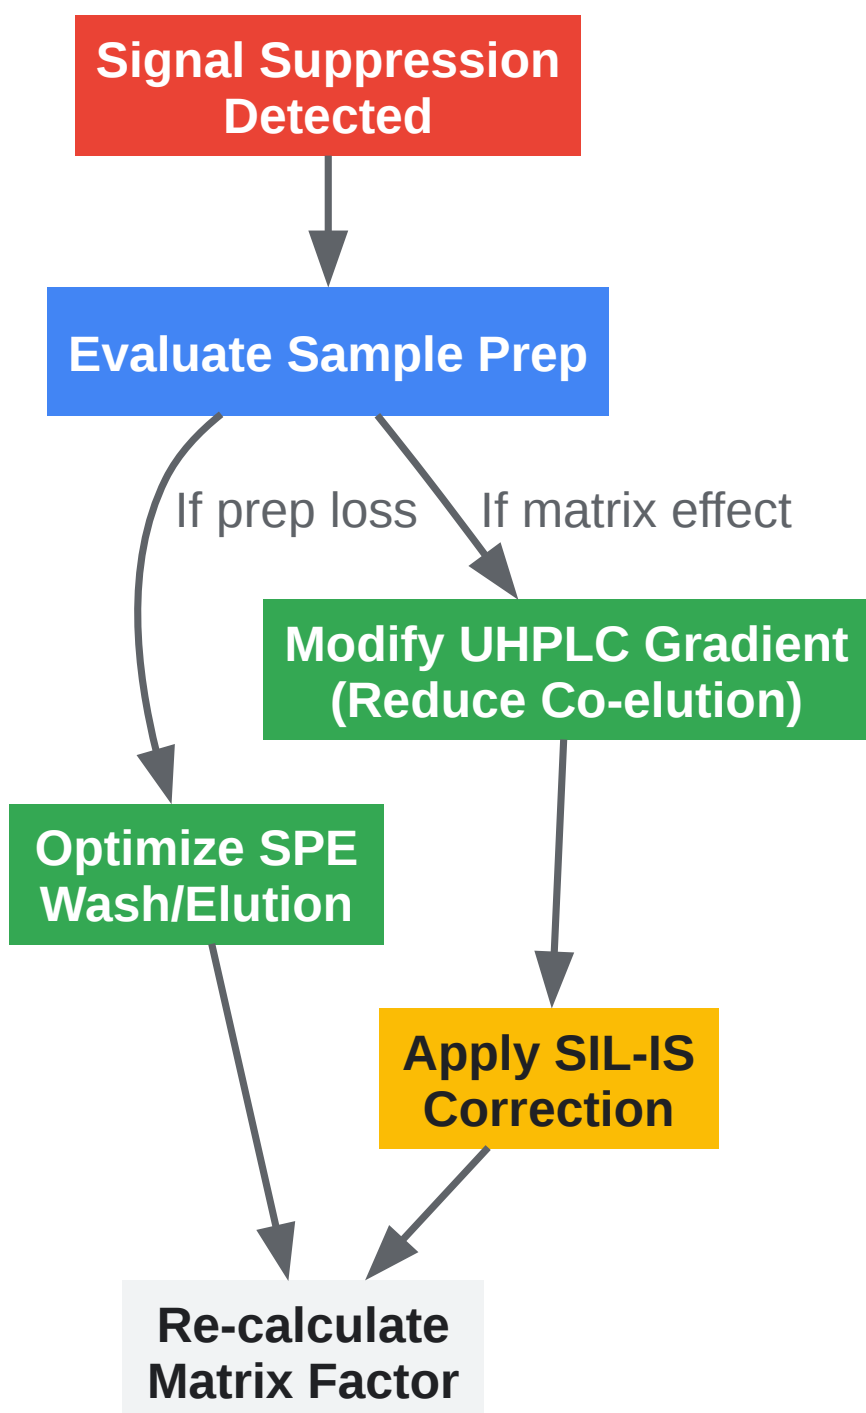 Signal Suppression
Detected
Evaluate Sample Prep
If prep loss
If matrix effect
Modify UHPLC Gradient
(Reduce Co-elution)
Optimize SPE
Wash/Elution
Apply SIL-IS
Correction
Re-calculate
Matrix Factor